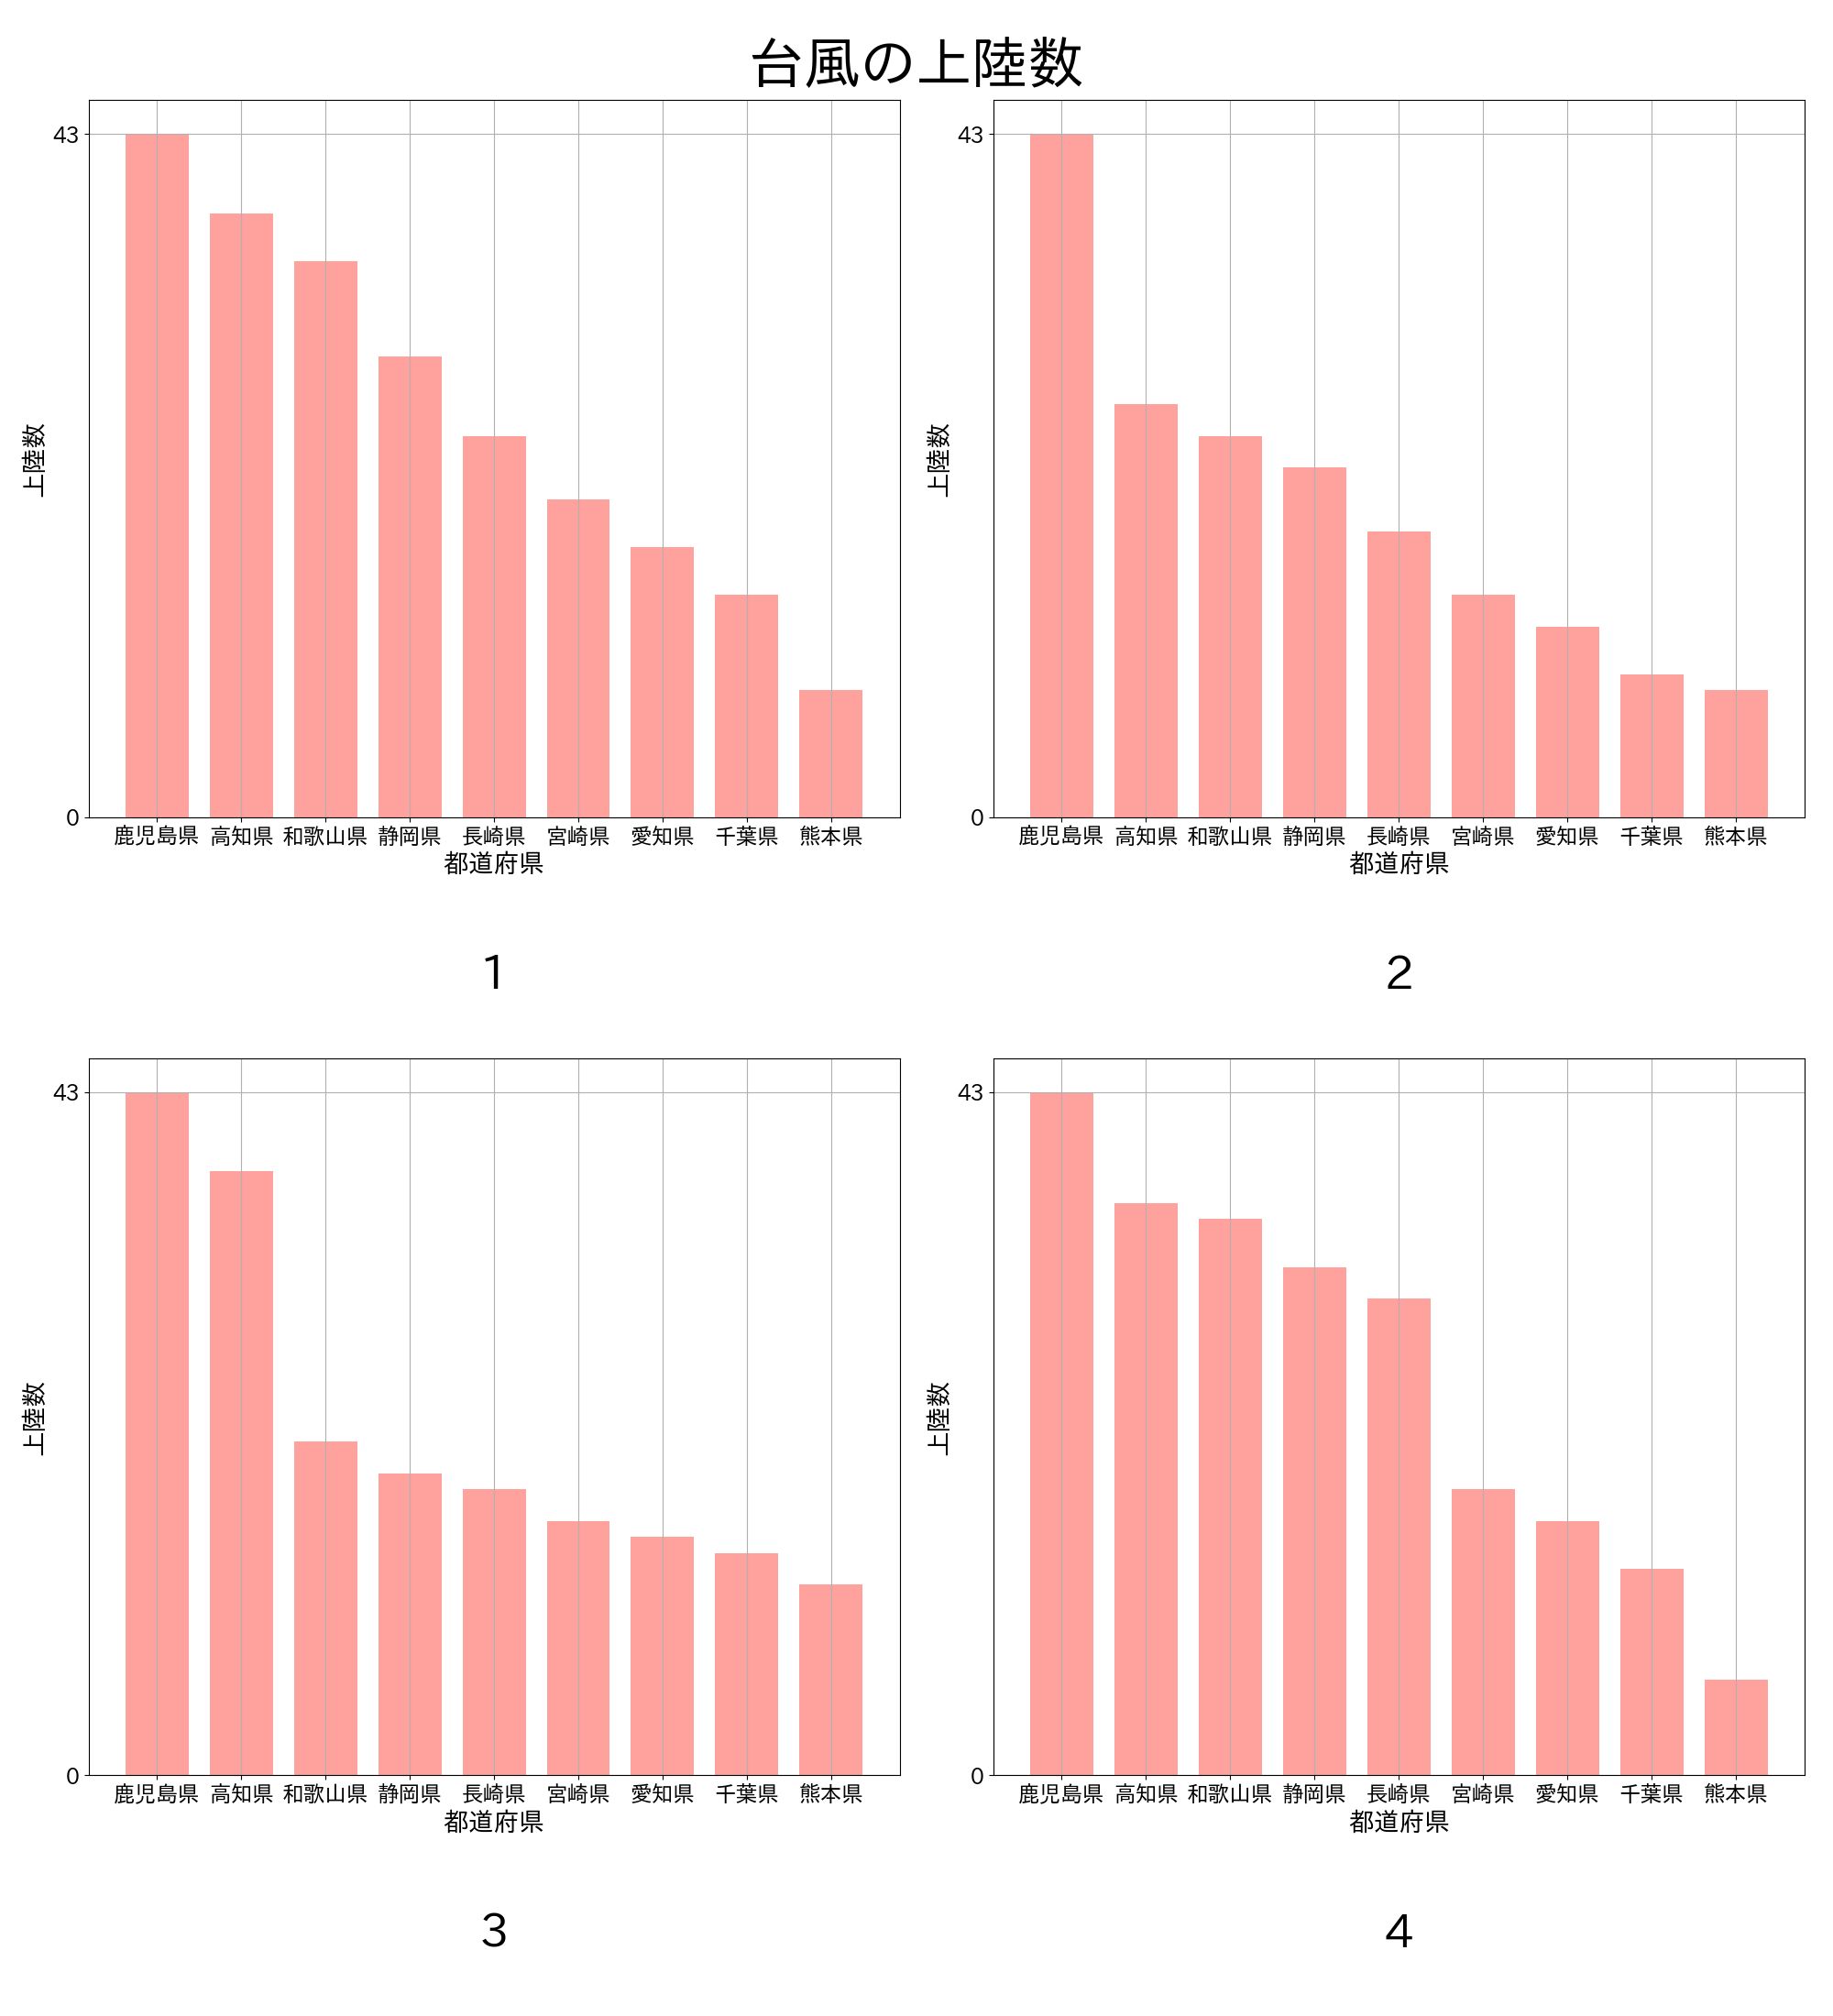 台風の上陸数
43
0
上陸数
鹿児島県 高知県 和歌山県 静岡県 長崎県 宮崎県 愛知県 千葉県 熊本県
都道府県
1
43
0
上陸数
鹿児島県 高知県 和歌山県 静岡県 長崎県 宮崎県 愛知県 千葉県 熊本県
都道府県
2
43
0
上陸数
鹿児島県 高知県 和歌山県 静岡県 長崎県 宮崎県 愛知県 千葉県 熊本県
都道府県
3
43
0
上陸数
鹿児島県 高知県 和歌山県 静岡県 長崎県 宮崎県 愛知県 千葉県 熊本県
都道府県
4